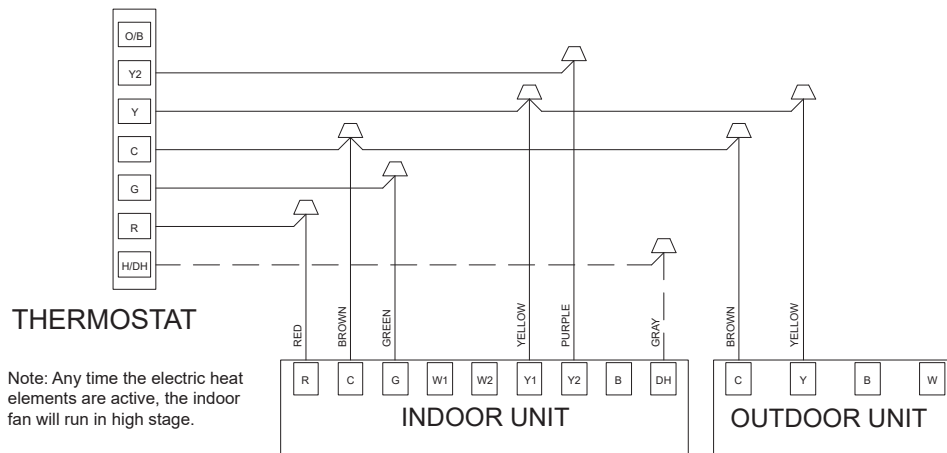 O/B
Y2
Y
C
G
R
H/DH
THERMOSTAT
Note: Any time the electric heat
elements are active, the indoor
fan will run in high stage.
RED
BROWN
GREEN
YELLOW
PURPLE
GRAY
BROWN
YELLOW
R C G W1 W2 Y1 Y2 B DH
INDOOR UNIT
C Y B W
OUTDOOR UNIT